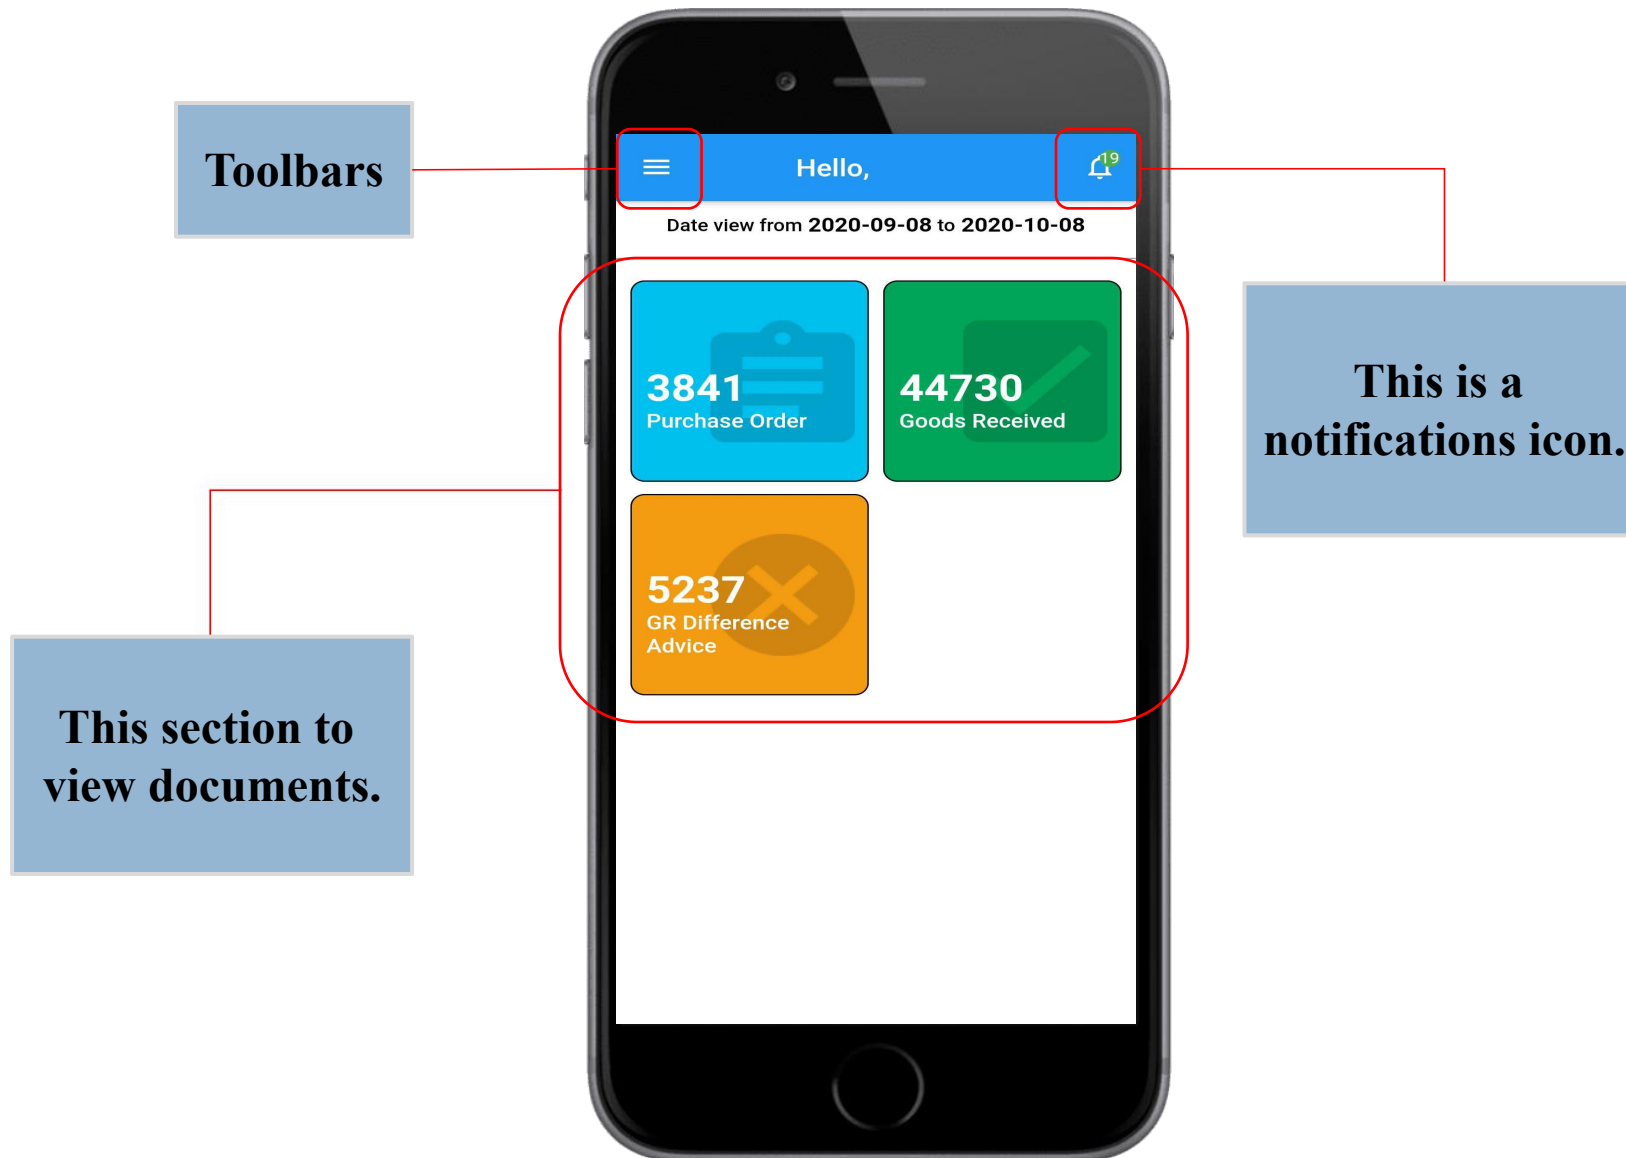 Toolbars
Hello,
19
Date view from 2020-09-08 to 2020-10-08
3841
Purchase Order
44730
Goods Received
5237
GR Difference
Advice
This is a
notifications icon.
This section to
view documents.